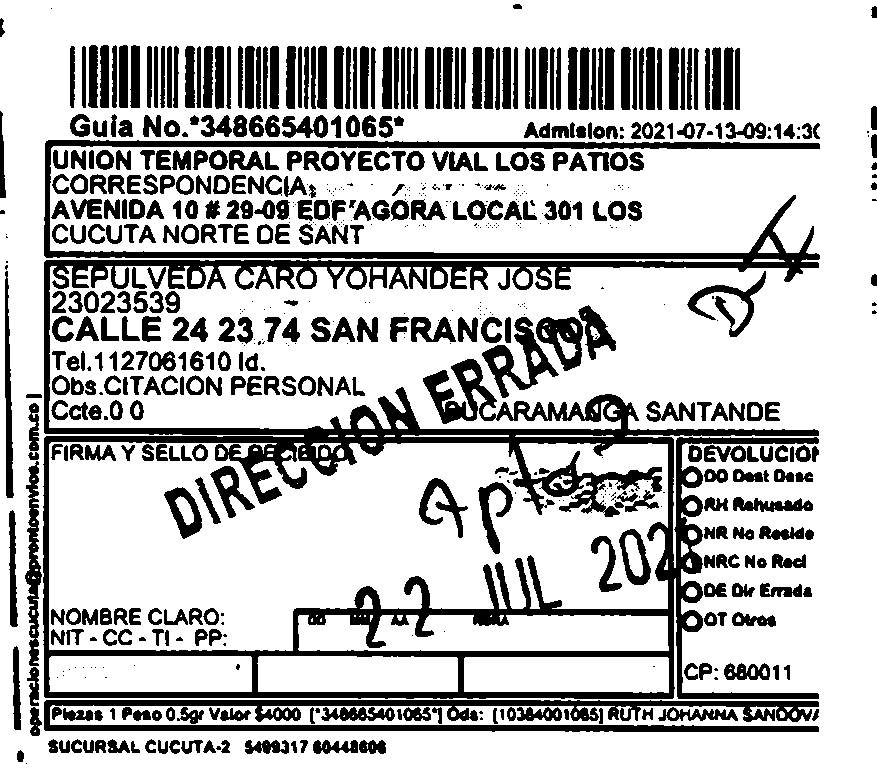 Guia No.*348665401065*
Admision: 2021-07-13-09:14:30
UNION TEMPORAL PROYECTO VIAL LOS PATIOS
CORRESPONDENCIA:
AVENIDA 10 # 29-09 EDF AGORA LOCAL 301 LOS
CUCUTA NORTE DE SANT
SEPULVEDA CARO YOHANDER JOSE
23023539
CALLE 24 23 74 SAN FRANCISCO
Tel.1127061610 Id.
Obs.CITACION PERSONAL
Ccte.0 0
BUCARAMANGA SANTANDE
DIRECCION ERRADA
FIRMA Y SELLO DE RECIBIDO
Apto
22 JUL 202
NOMBRE CLARO:
NIT - CC - TI - PP:
DD MM AA HORA
DEVOLUCION
DD Dest Desc
RH Rehusado
NR No Reside
NRC No Recl
DE Dir Errada
OT Otros
CP: 680011
operacionescucuta@prontoenvios.com.co |
Piezas 1 Peso 0.5gr Valor $4000 [*348665401065*] Ods: [10384001065] RUTH JOHANNA SANDOVA
SUCURSAL CUCUTA-2 5499317 60448606